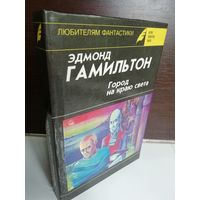 ЛЮБИТЕЛЯМ ФАНТАСТИКИ
ЭДМОНД
ГАМИЛЬТОН
Город
на краю света